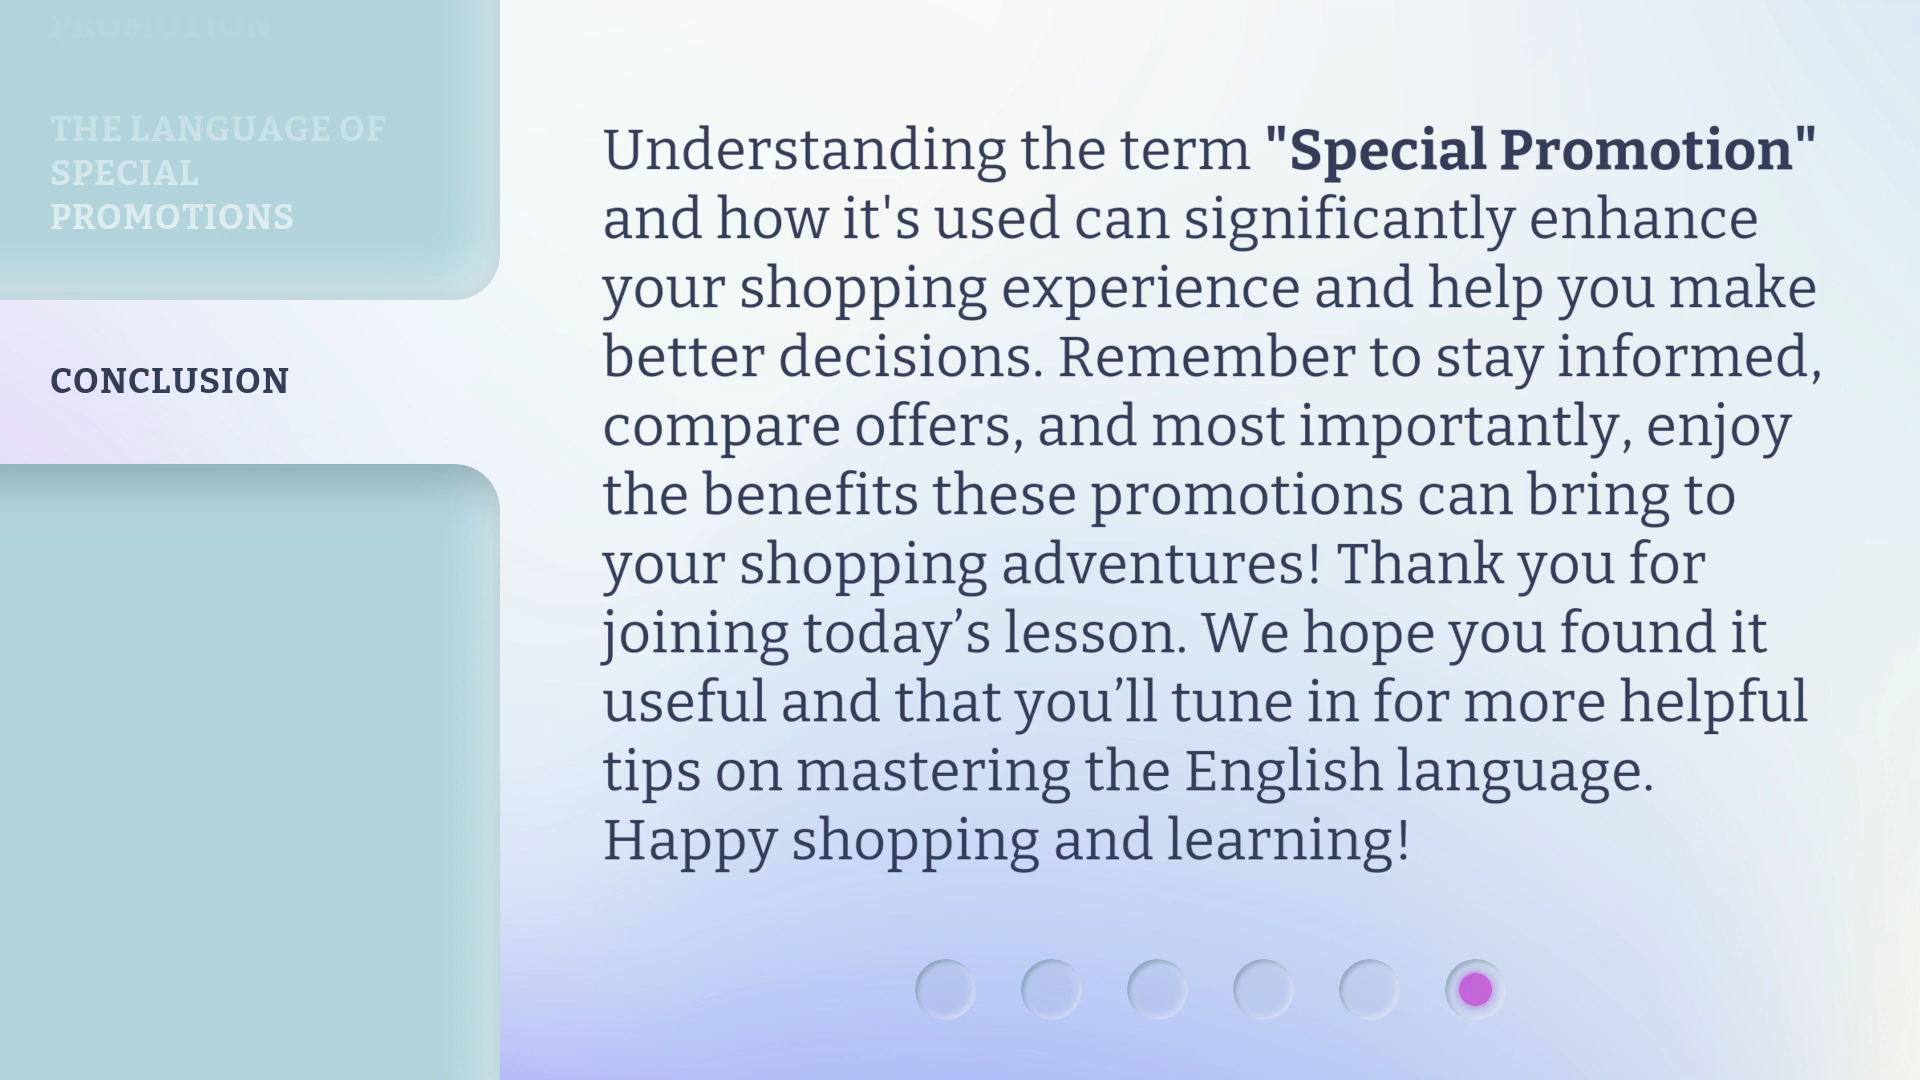 PROMOTION
THE LANGUAGE OF
SPECIAL
PROMOTIONS
CONCLUSION
Understanding the term "Special Promotion"
and how it's used can significantly enhance
your shopping experience and help you make
better decisions. Remember to stay informed,
compare offers, and most importantly, enjoy
the benefits these promotions can bring to
your shopping adventures! Thank you for
joining today’s lesson. We hope you found it
useful and that you’ll tune in for more helpful
tips on mastering the English language.
Happy shopping and learning!